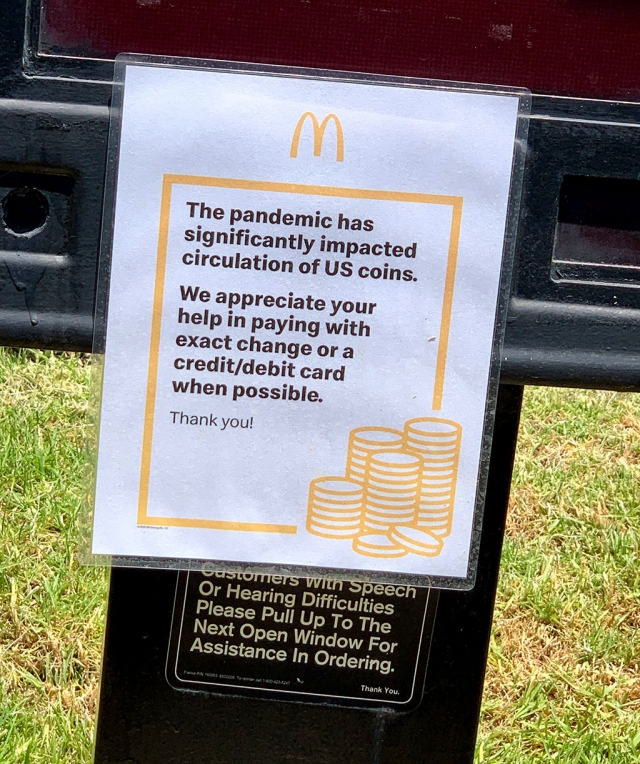 The pandemic has
significantly impacted
circulation of US coins.
We appreciate your
help in paying with
exact change or a
credit/debit card
when possible.
Thank you!
Customers With Speech
Or Hearing Difficulties
Please Pull Up To The
Next Open Window For
Assistance In Ordering.
Thank You.